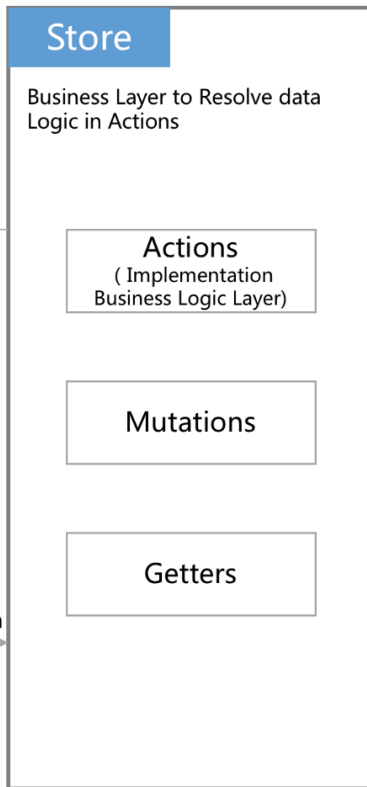 Store
Business Layer to Resolve data
Logic in Actions
Actions
( Implementation
Business Logic Layer)
Mutations
Getters